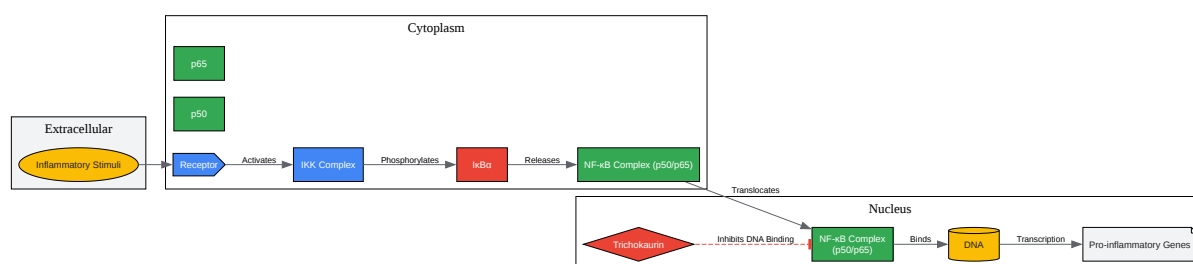 Cytoplasm
p65
p50
Extracellular
Inflammatory Stimuli
Receptor
Activates
IKK Complex
Phosphorylates
IκBα
Releases
NF-κB Complex (p50/p65)
Translocates
Nucleus
Trichokaurin
Inhibits DNA Binding
NF-κB Complex
(p50/p65)
Binds
DNA
Transcription
Pro-inflammatory Genes